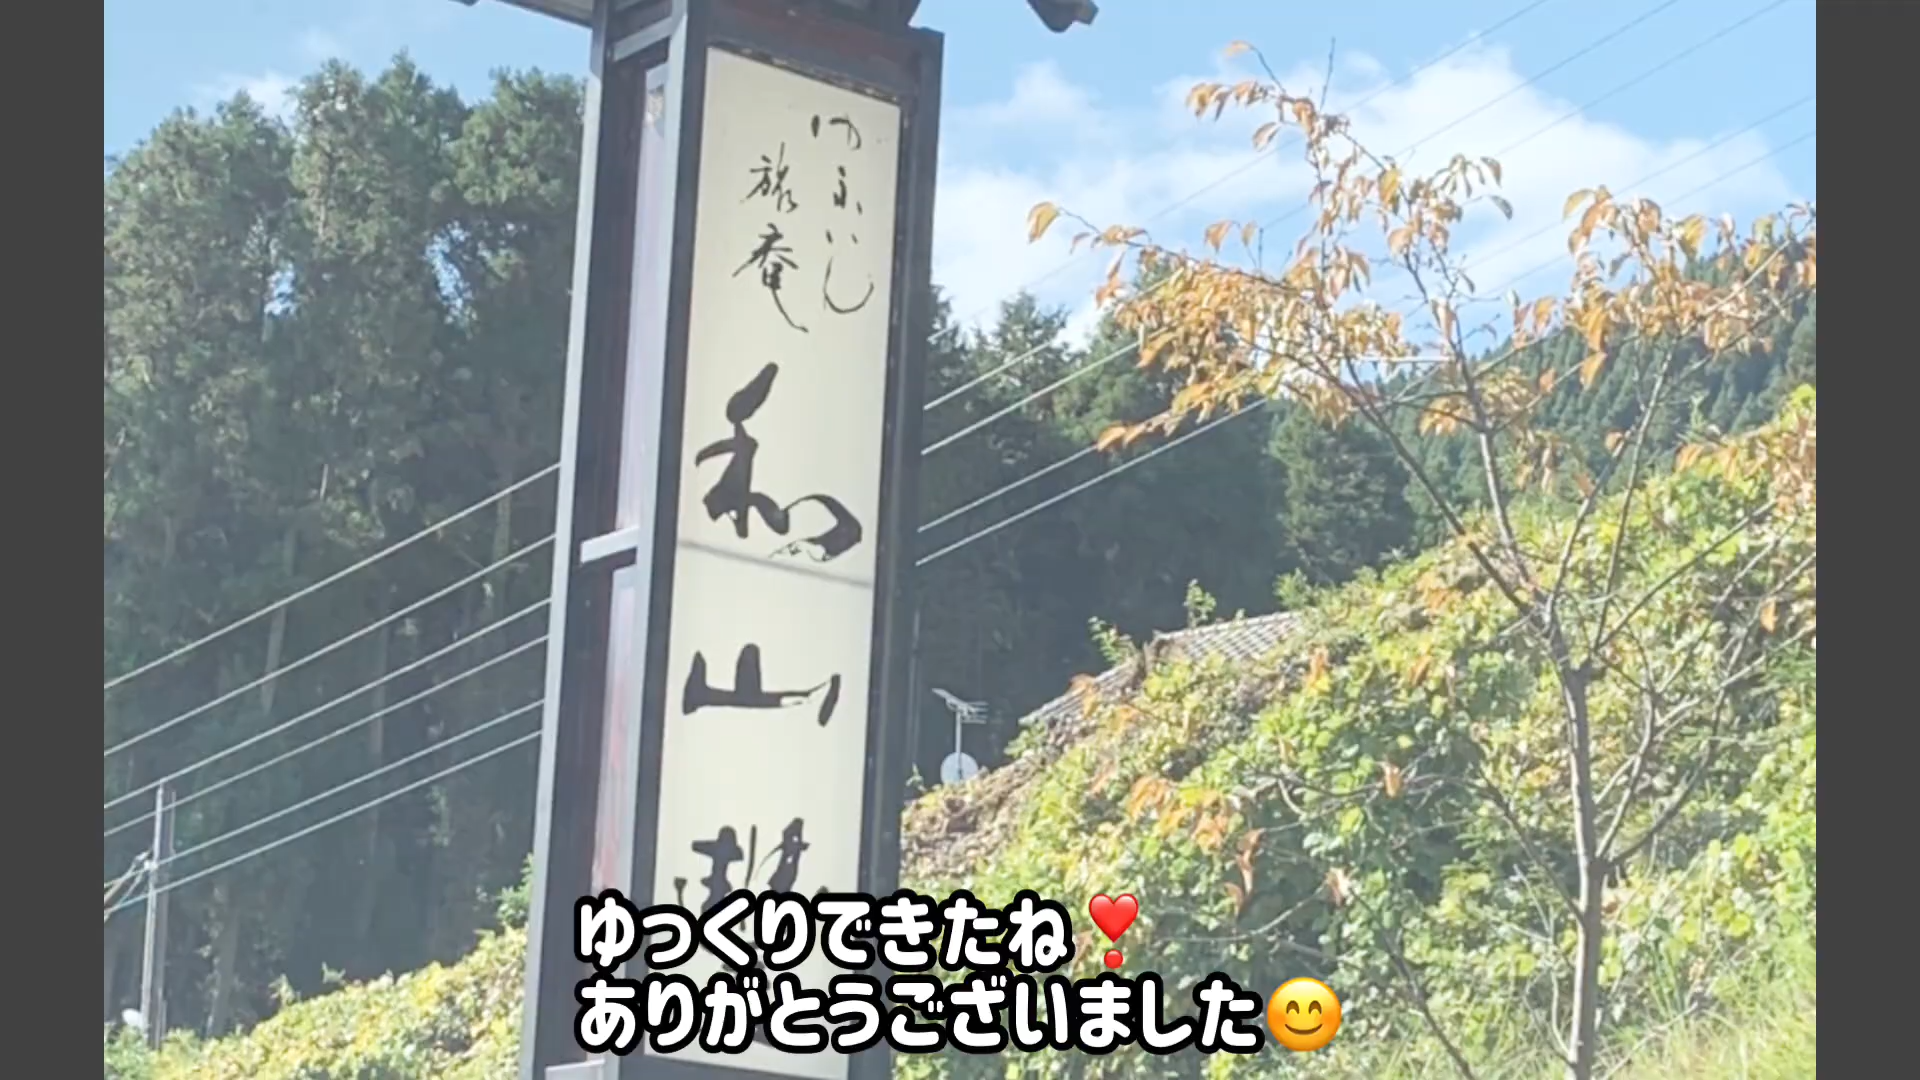 ゆふいん
旅庵
和山
ゆっくりできたね❣️
ありがとうございました😊